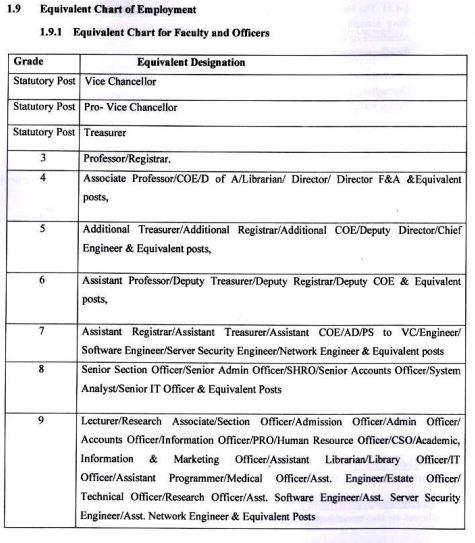 1.9 Equivalent Chart of Employment
1.9.1 Equivalent Chart for Faculty and Officers
Grade Equivalent Designation
Statutory Post Vice Chancellor
Statutory Post Pro- Vice Chancellor
Statutory Post Treasurer
3 Professor/Registrar.
4 Associate Professor/COE/D of A/Librarian/ Director/ Director F&A &Equivalent
posts,
5 Additional Treasurer/Additional Registrar/Additional COE/Deputy Director/Chief
Engineer & Equivalent posts,
6 Assistant Professor/Deputy Treasurer/Deputy Registrar/Deputy COE & Equivalent
posts,
7 Assistant Registrar/Assistant Treasurer/Assistant COE/AD/PS to VC/Engineer/
Software Engineer/Server Security Engineer/Network Engineer & Equivalent posts
8 Senior Section Officer/Senior Admin Officer/SHRO/Senior Accounts Officer/System
Analyst/Senior IT Officer & Equivalent Posts
9 Lecturer/Research Associate/Section Officer/Admission Officer/Admin Officer/
Accounts Officer/Information Officer/PRO/Human Resource Officer/CSO/Academic,
Information & Marketing Officer/Assistant Librarian/Library Officer/IT
Officer/Assistant Programmer/Medical Officer/Asst. Engineer/Estate Officer/
Technical Officer/Research Officer/Asst. Software Engineer/Asst. Server Security
Engineer/Asst. Network Engineer & Equivalent Posts